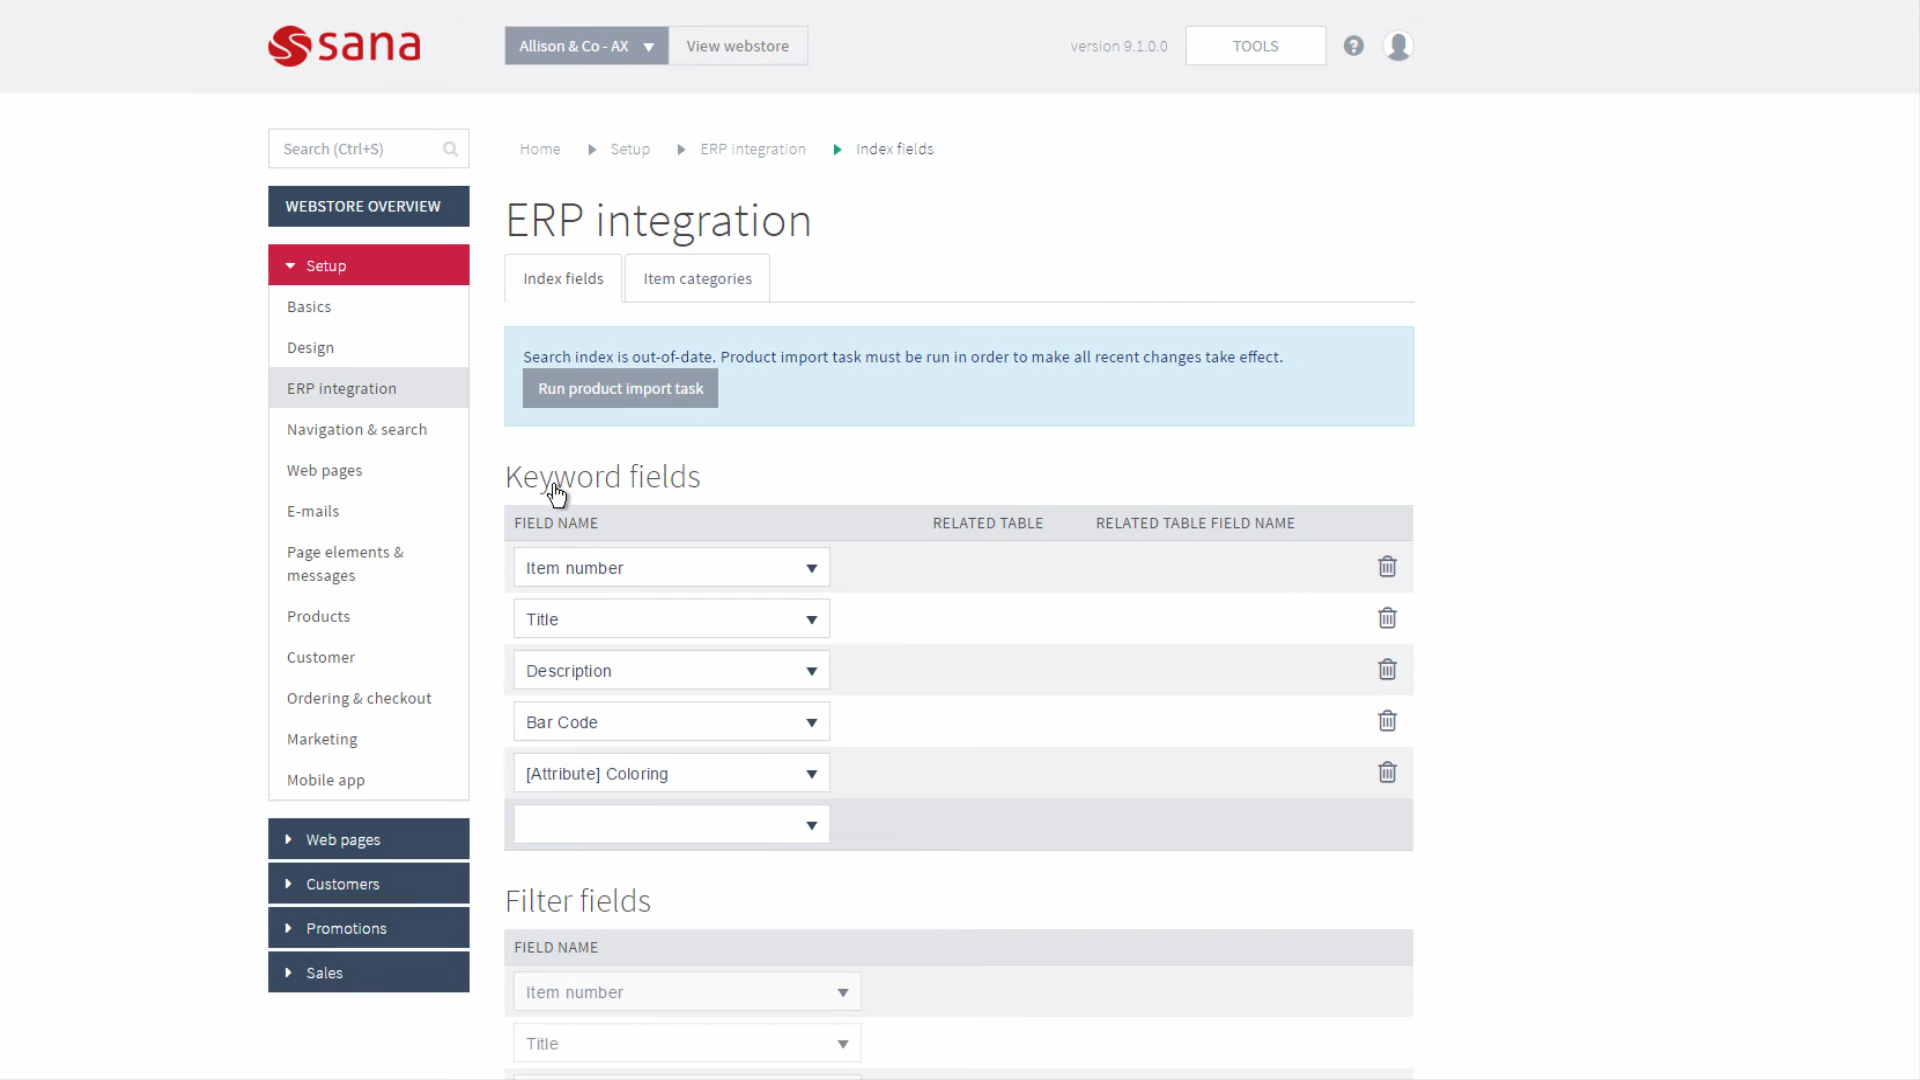 sana
Allison & Co - AX
View webstore
version 9.1.0.0
TOOLS
?
Search (Ctrl+S)
Home
Setup
ERP integration
Index fields
WEBSTORE OVERVIEW
Setup
Basics
Design
ERP integration
Navigation & search
Web pages
E-mails
Page elements &
messages
Products
Customer
Ordering & checkout
Marketing
Mobile app
Web pages
Customers
Promotions
Sales
ERP integration
Index fields
Item categories
Search index is out-of-date. Product import task must be run in order to make all recent changes take effect.
Run product import task
Keyword fields
FIELD NAME
RELATED TABLE
RELATED TABLE FIELD NAME
Item number
Title
Description
Bar Code
[Attribute] Coloring
Filter fields
FIELD NAME
Item number
Title